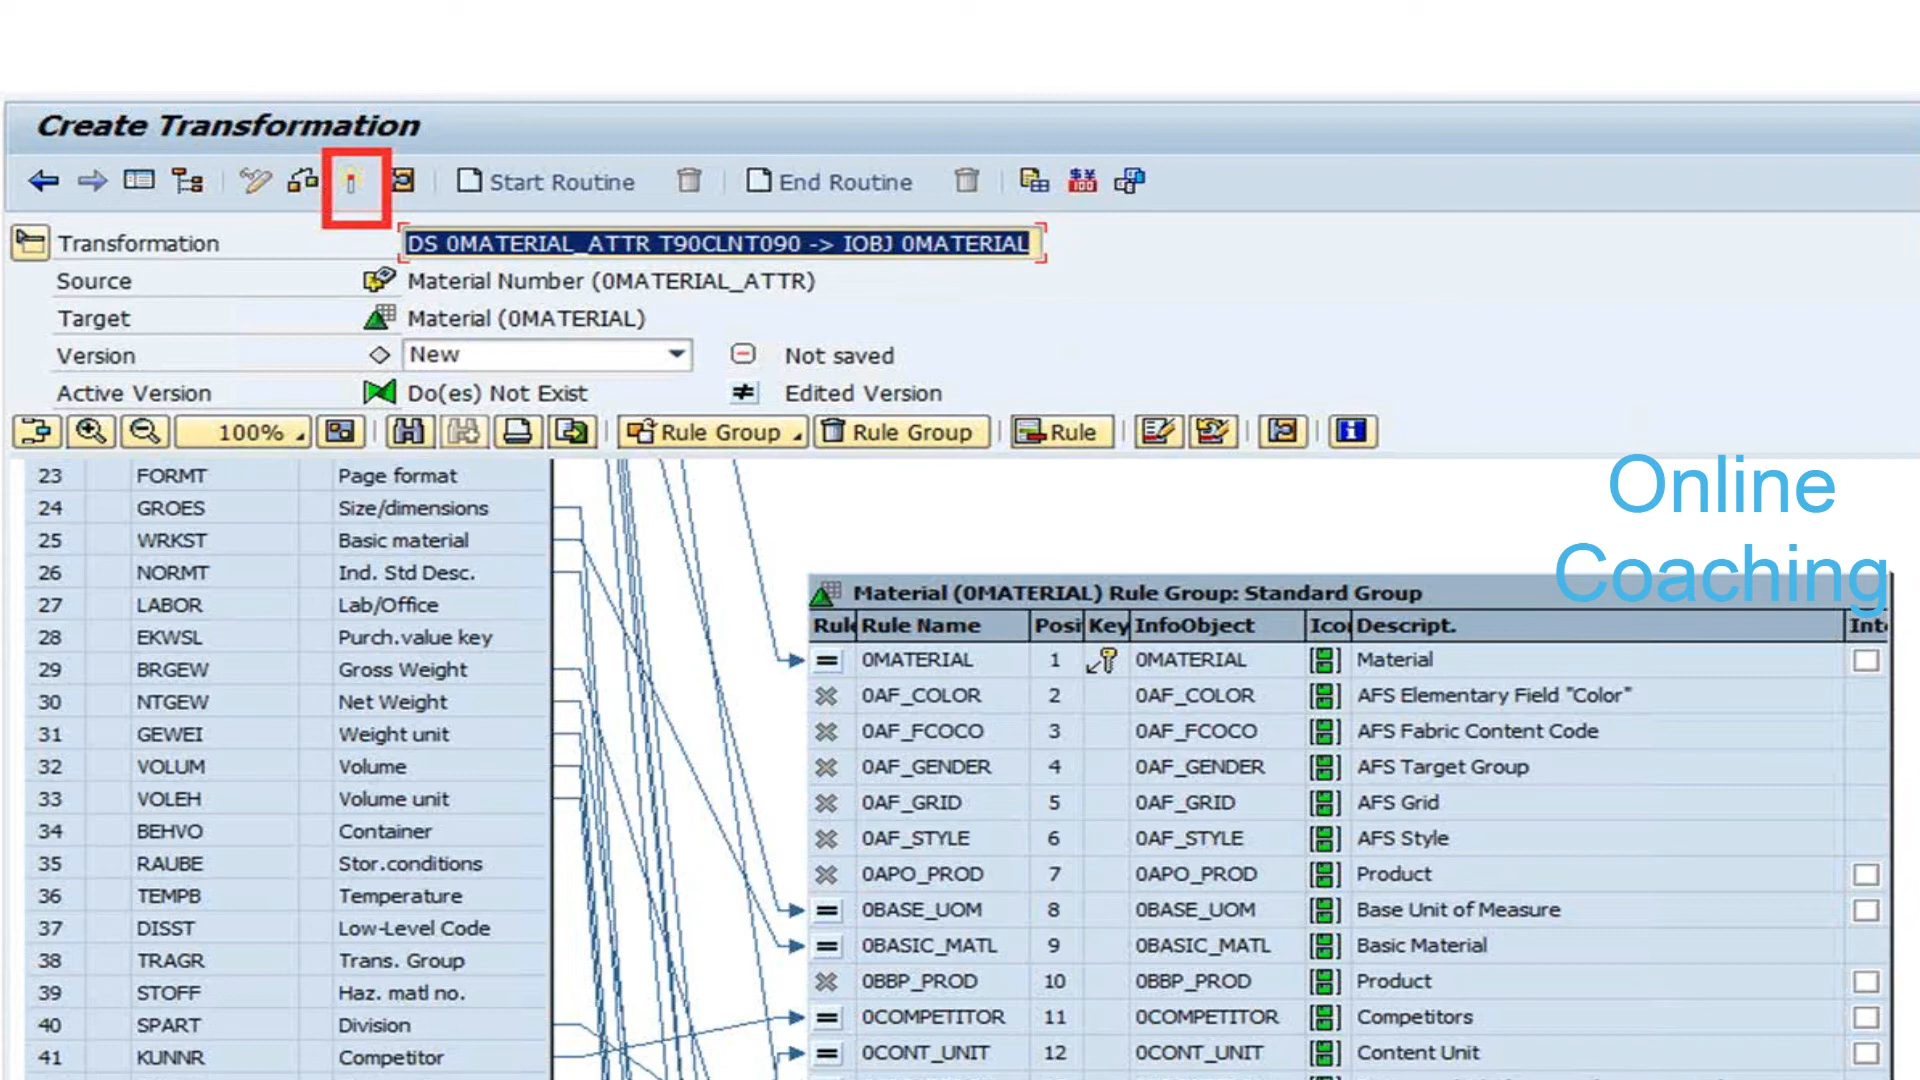 Create Transformation
Start Routine End Routine
Transformation DS 0MATERIAL_ATTR T90CLNT090 -> IOBJ 0MATERIAL
Source Material Number (0MATERIAL_ATTR)
Target Material (0MATERIAL)
Version New Not saved
Active Version Do(es) Not Exist Edited Version
100% Rule Group Rule Group Rule
Online
Coaching
23 FORMT Page format
24 GROES Size/dimensions
25 WRKST Basic material
26 NORMT Ind. Std Desc.
27 LABOR Lab/Office
28 EKWSL Purch.value key
29 BRGEW Gross Weight
30 NTGEW Net Weight
31 GEWEI Weight unit
32 VOLUM Volume
33 VOLEH Volume unit
34 BEHVO Container
35 RAUBE Stor.conditions
36 TEMPB Temperature
37 DISST Low-Level Code
38 TRAGR Trans. Group
39 STOFF Haz. matl no.
40 SPART Division
41 KUNNR Competitor
Material (0MATERIAL) Rule Group: Standard Group
Rule Rule Name Posi Key InfoObject Ico Descript. Int
0MATERIAL 1 0MATERIAL Material
0AF_COLOR 2 0AF_COLOR AFS Elementary Field "Color"
0AF_FCOCO 3 0AF_FCOCO AFS Fabric Content Code
0AF_GENDER 4 0AF_GENDER AFS Target Group
0AF_GRID 5 0AF_GRID AFS Grid
0AF_STYLE 6 0AF_STYLE AFS Style
0APO_PROD 7 0APO_PROD Product
0BASE_UOM 8 0BASE_UOM Base Unit of Measure
0BASIC_MATL 9 0BASIC_MATL Basic Material
0BBP_PROD 10 0BBP_PROD Product
0COMPETITOR 11 0COMPETITOR Competitors
0CONT_UNIT 12 0CONT_UNIT Content Unit